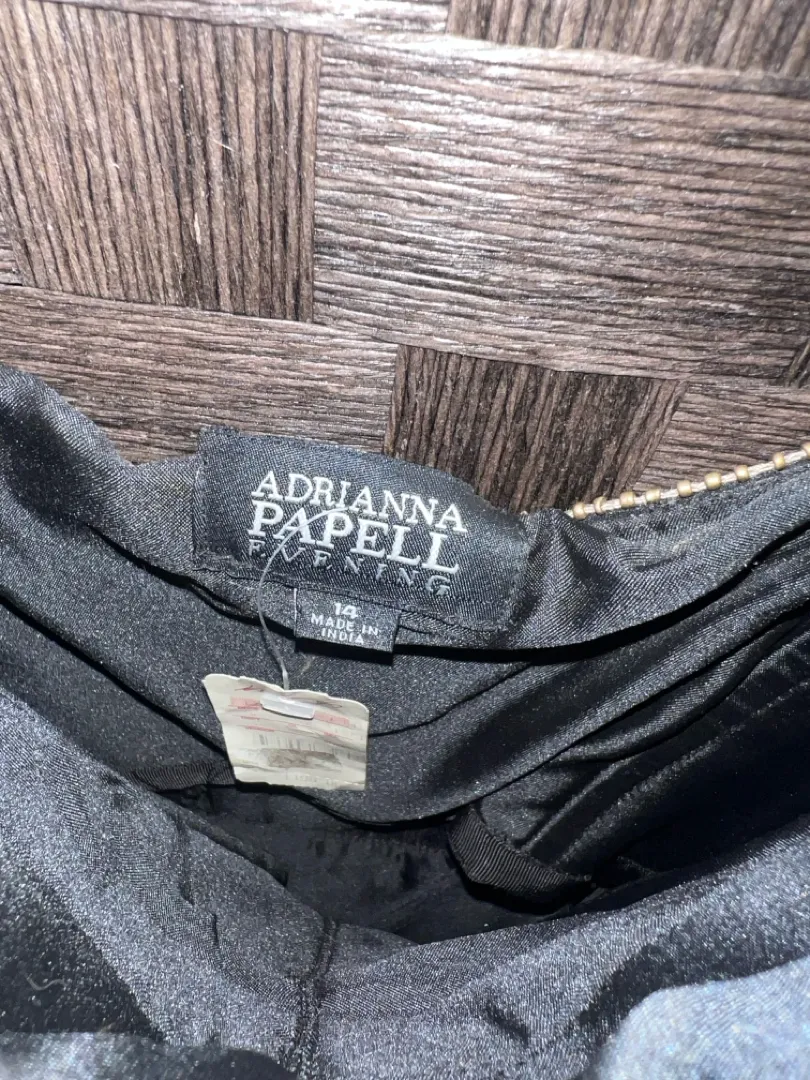 ADRIANNA
PAPELL
EVENING
14
MADE IN
INDIA